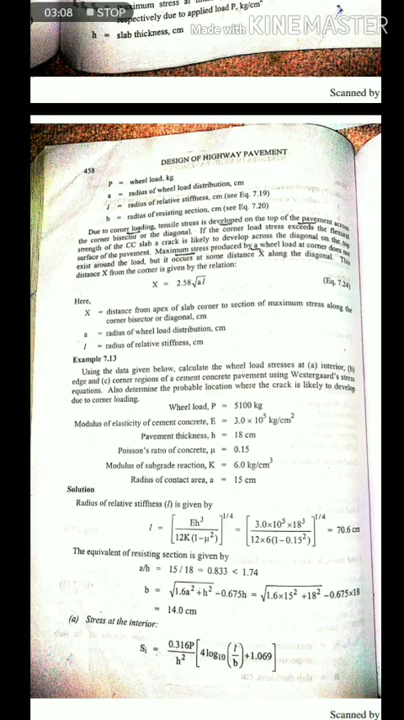 03:08 STOP
maximum stress at
respectively due to applied load P, kg/cm²
h = slab thickness, cm
Made with KINEMASTER
Scanned by
458
DESIGN OF HIGHWAY PAVEMENT
P = wheel load, kg
a = radius of wheel load distribution, cm
l = radius of relative stiffness, cm (see Eq. 7.19)
b = radius of resisting section, cm (see Eq. 7.20)
Due to corner loading, tensile stress is developed on the top of the pavement across
the corner bisector or the diagonal. If the corner load stress exceeds the flexural
strength of the CC slab a crack is likely to develop across the diagonal on the top
surface of the pavement. Maximum stress produced by a wheel load at corner does not
exist around the load, but it occurs at some distance X along the diagonal. This
distance X from the corner is given by the relation:
X = 2.58√al (Eq. 7.24)
Here,
X = distance from apex of slab corner to section of maximum stress along the
corner bisector or diagonal, cm
a = radius of wheel load distribution, cm
l = radius of relative stiffness, cm
Example 7.13
Using the data given below, calculate the wheel load stresses at (a) interior, (b)
edge and (c) corner regions of a cement concrete pavement using Westergaard's stress
equations. Also determine the probable location where the crack is likely to develop
due to corner loading.
Wheel load, P = 5100 kg
Modulus of elasticity of cement concrete, E = 3.0 × 10⁵ kg/cm²
Pavement thickness, h = 18 cm
Poisson's ratio of concrete, μ = 0.15
Modulus of subgrade reaction, K = 6.0 kg/cm³
Radius of contact area, a = 15 cm
Solution
Radius of relative stiffness (l) is given by
l = [Eh³ / 12K(1-μ²)]^1/4 = [3.0×10⁵×18³ / 12×6(1-0.15²)]^1/4 = 70.6 cm
The equivalent of resisting section is given by
a/h = 15/18 = 0.833 < 1.74
b = √1.6a² + h² -0.675h = √1.6×15² +18² -0.675×18
= 14.0 cm
(a) Stress at the interior:
Sᵢ = 0.316P / h² [4 log₁₀ (l/b) +1.069]
Scanned by